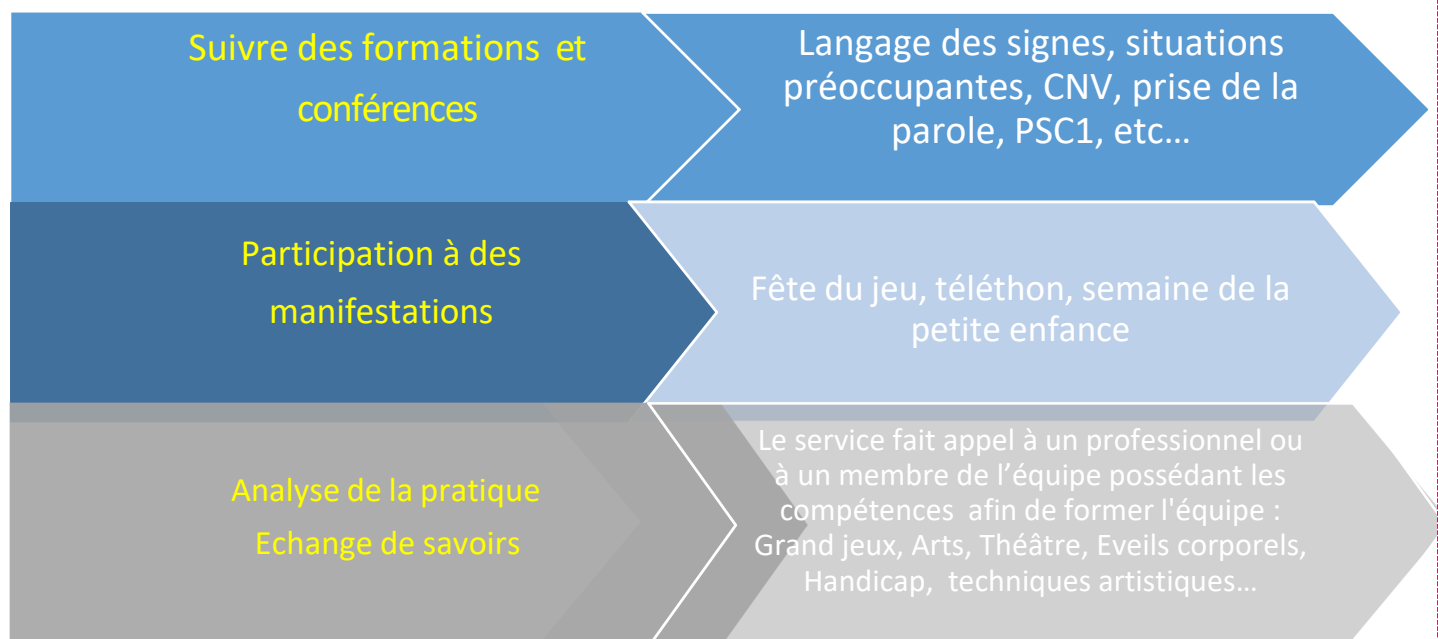 Suivre des formations et
conférences
Langage des signes, situations
préoccupantes, CNV, prise de la
parole, PSC1, etc…
Participation à des
manifestations
Fête du jeu, téléthon, semaine de la
petite enfance
Analyse de la pratique
Echange de savoirs
Le service fait appel à un professionnel ou
à un membre de l’équipe possédant les
compétences afin de former l'équipe :
Grand jeux, Arts, Théâtre, Eveils corporels,
Handicap, techniques artistiques…